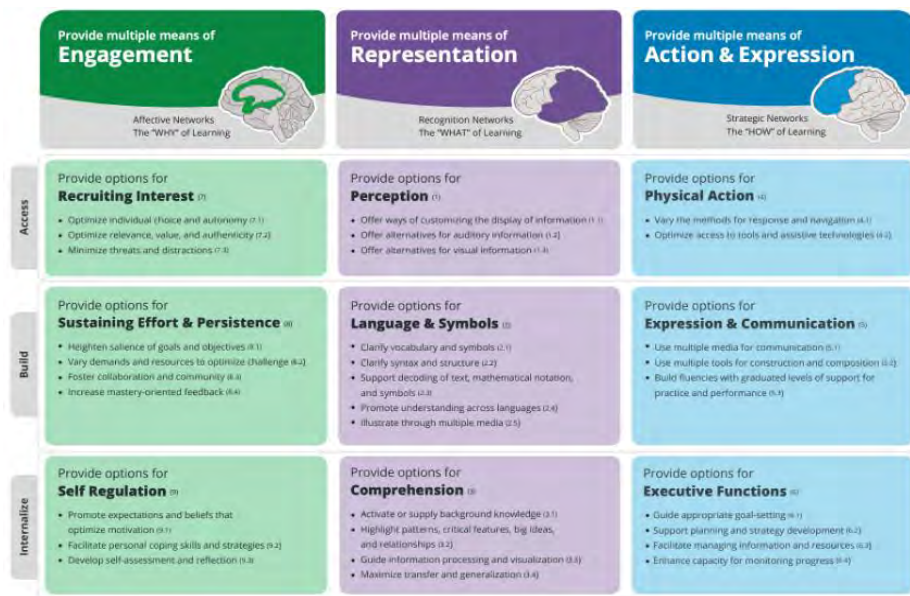 Provide multiple means of
Engagement
Affective Networks
The "WHY" of Learning
Provide multiple means of
Representation
Recognition Networks
The "WHAT" of Learning
Provide multiple means of
Action & Expression
Strategic Networks
The "HOW" of Learning
Access
Provide options for
Recruiting Interest (7)
• Optimize individual choice and autonomy (7.1)
• Optimize relevance, value, and authenticity (7.2)
• Minimize threats and distractions (7.3)
Provide options for
Perception (1)
• Offer ways of customizing the display of information (1.1)
• Offer alternatives for auditory information (1.2)
• Offer alternatives for visual information (1.3)
Provide options for
Physical Action (4)
• Vary the methods for response and navigation (4.1)
• Optimize access to tools and assistive technologies (4.2)
Build
Provide options for
Sustaining Effort & Persistence (8)
• Heighten salience of goals and objectives (8.1)
• Vary demands and resources to optimize challenge (8.2)
• Foster collaboration and community (8.3)
• Increase mastery-oriented feedback (8.4)
Provide options for
Language & Symbols (2)
• Clarify vocabulary and symbols (2.1)
• Clarify syntax and structure (2.2)
• Support decoding of text, mathematical notation,
and symbols (2.3)
• Promote understanding across languages (2.4)
• Illustrate through multiple media (2.5)
Provide options for
Expression & Communication (5)
• Use multiple media for communication (5.1)
• Use multiple tools for construction and composition (5.2)
• Build fluencies with graduated levels of support for
practice and performance (5.3)
Internalize
Provide options for
Self Regulation (9)
• Promote expectations and beliefs that
optimize motivation (9.1)
• Facilitate personal coping skills and strategies (9.2)
• Develop self-assessment and reflection (9.3)
Provide options for
Comprehension (3)
• Activate or supply background knowledge (3.1)
• Highlight patterns, critical features, big ideas,
and relationships (3.2)
• Guide information processing and visualization (3.3)
• Maximize transfer and generalization (3.4)
Provide options for
Executive Functions (6)
• Guide appropriate goal-setting (6.1)
• Support planning and strategy development (6.2)
• Facilitate managing information and resources (6.3)
• Enhance capacity for monitoring progress (6.4)